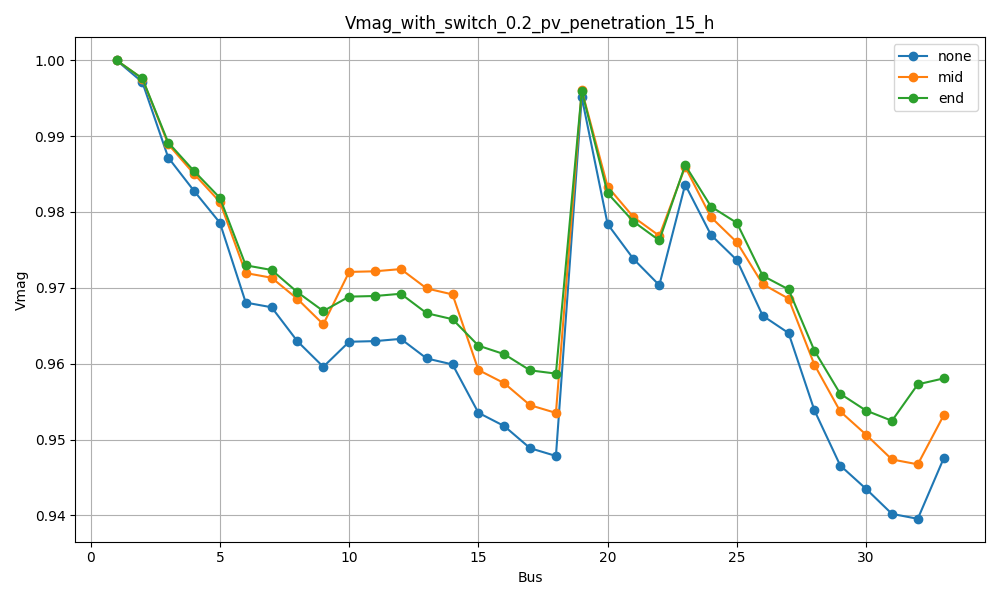 Vmag_with_switch_0.2_pv_penetration_15_h
none
mid
end
Vmag
1.00
0.99
0.98
0.97
0.96
0.95
0.94
0 5 10 15 20 25 30
Bus